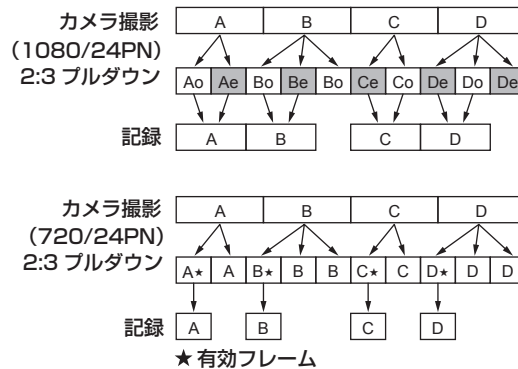 カメラ撮影 A B C D
(1080/24PN)
2:3 プルダウン Ao Ae Bo Be Bo Ce Co De Do De
記録 A B C D
カメラ撮影 A B C D
(720/24PN)
2:3 プルダウン A★ A B★ B B C★ C D★ D D
記録 A B C D
★ 有効フレーム